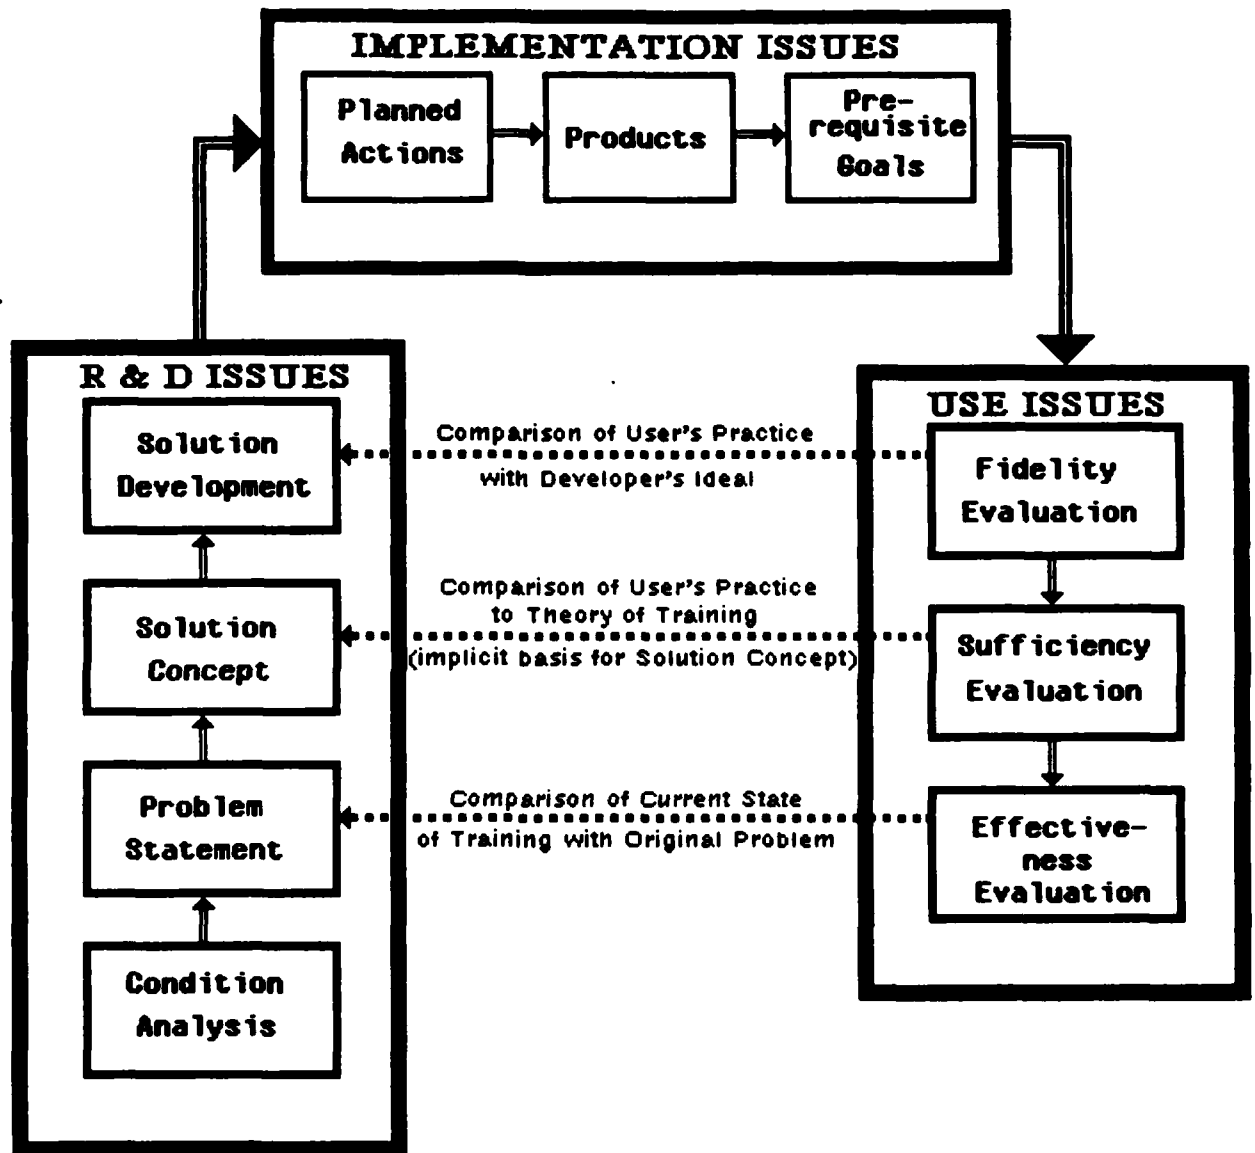 IMPLEMENTATION ISSUES
Planned
Actions
Products
Pre-
requisite
Goals
R & D ISSUES
Solution
Development
Solution
Concept
Problem
Statement
Condition
Analysis
Comparison of User's Practice
with Developer's Ideal
Comparison of User's Practice
to Theory of Training
(implicit basis for Solution Concept)
Comparison of Current State
of Training with Original Problem
USE ISSUES
Fidelity
Evaluation
Sufficiency
Evaluation
Effective-
ness
Evaluation